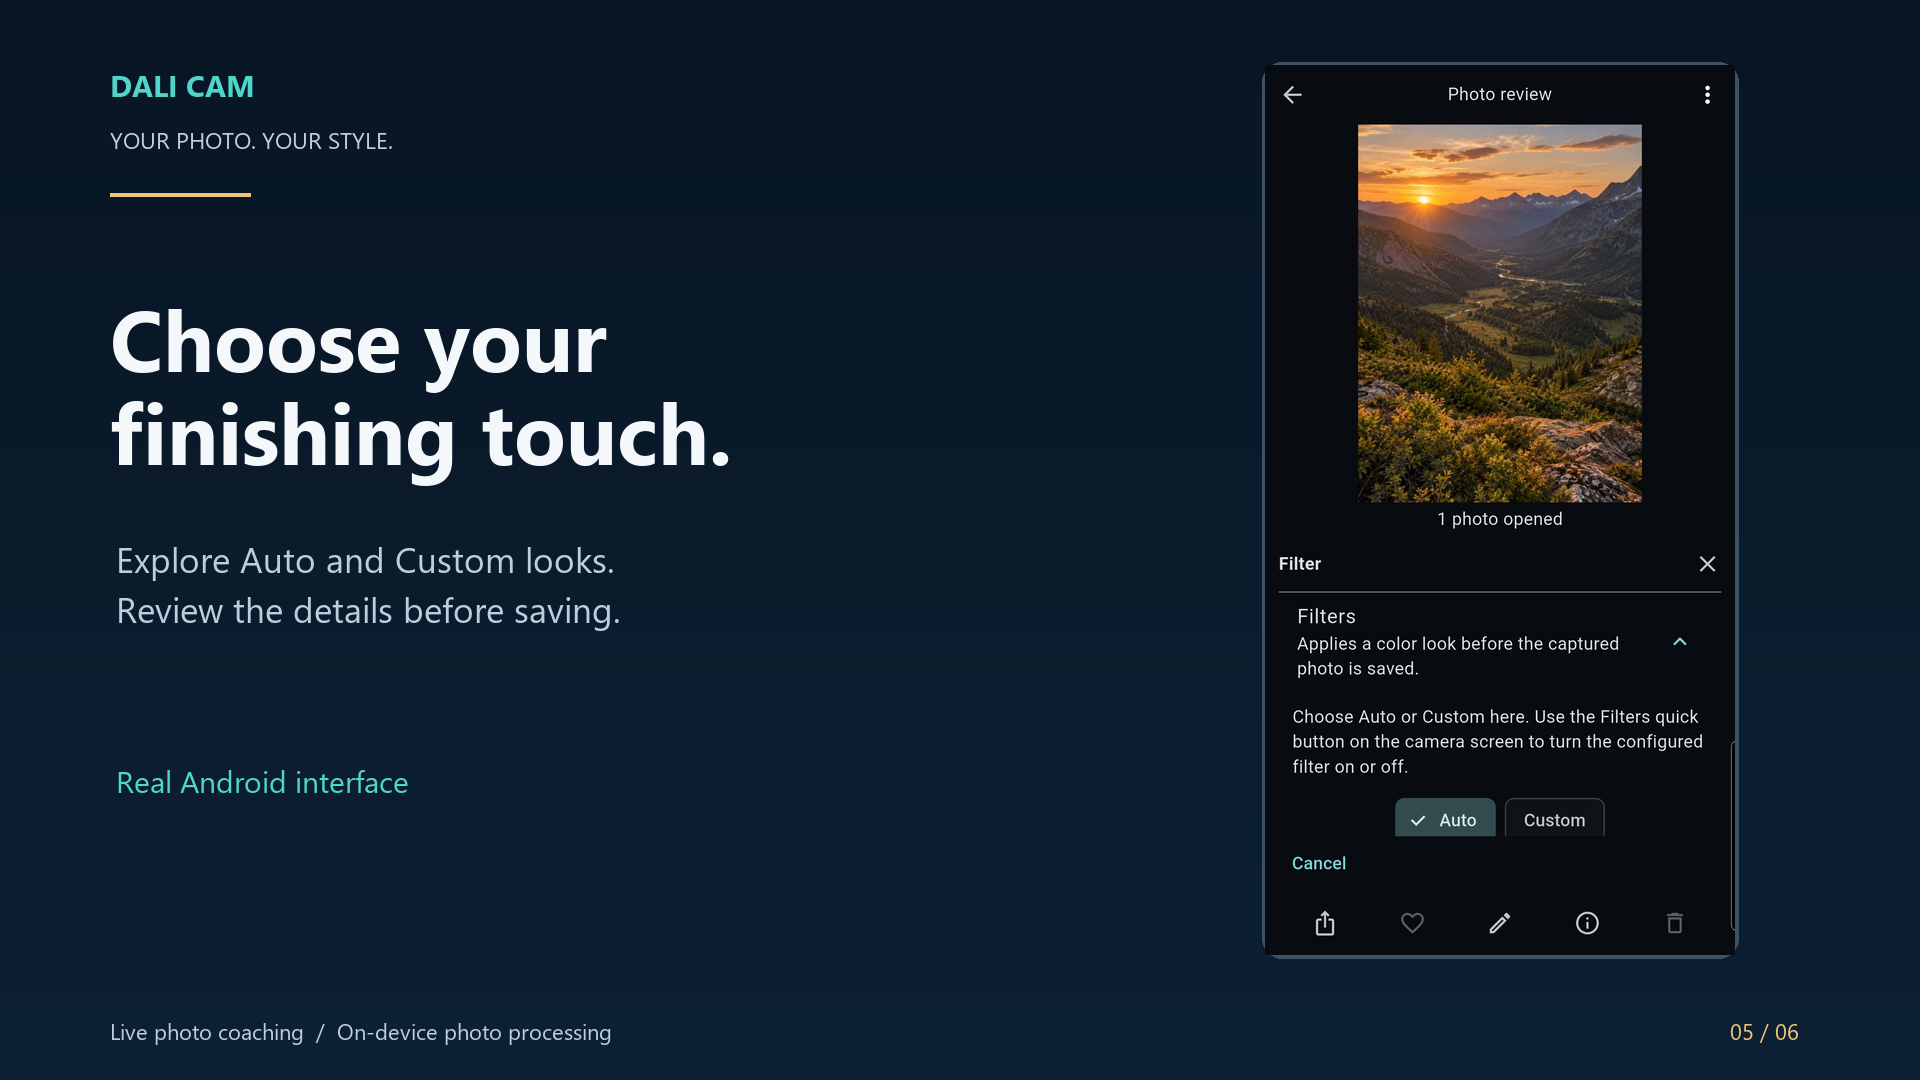 DALI CAM
YOUR PHOTO. YOUR STYLE.
Choose your
finishing touch.
Explore Auto and Custom looks.
Review the details before saving.
Real Android interface
Live photo coaching / On-device photo processing
Photo review
1 photo opened
Filter
Filters
Applies a color look before the captured
photo is saved.
Choose Auto or Custom here. Use the Filters quick
button on the camera screen to turn the configured
filter on or off.
Auto
Custom
Cancel
05 / 06